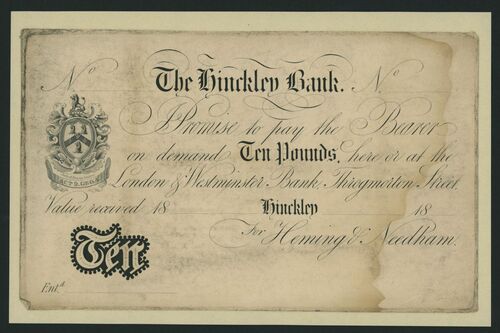 No The Hinckley Bank. No
I Promise to pay the Bearer
on demand Ten Pounds, here or at the
London & Westminster Bank, Throgmorton Street,
Value received 18 Hinckley 18
For Heming & Needham.
Ten
Entd